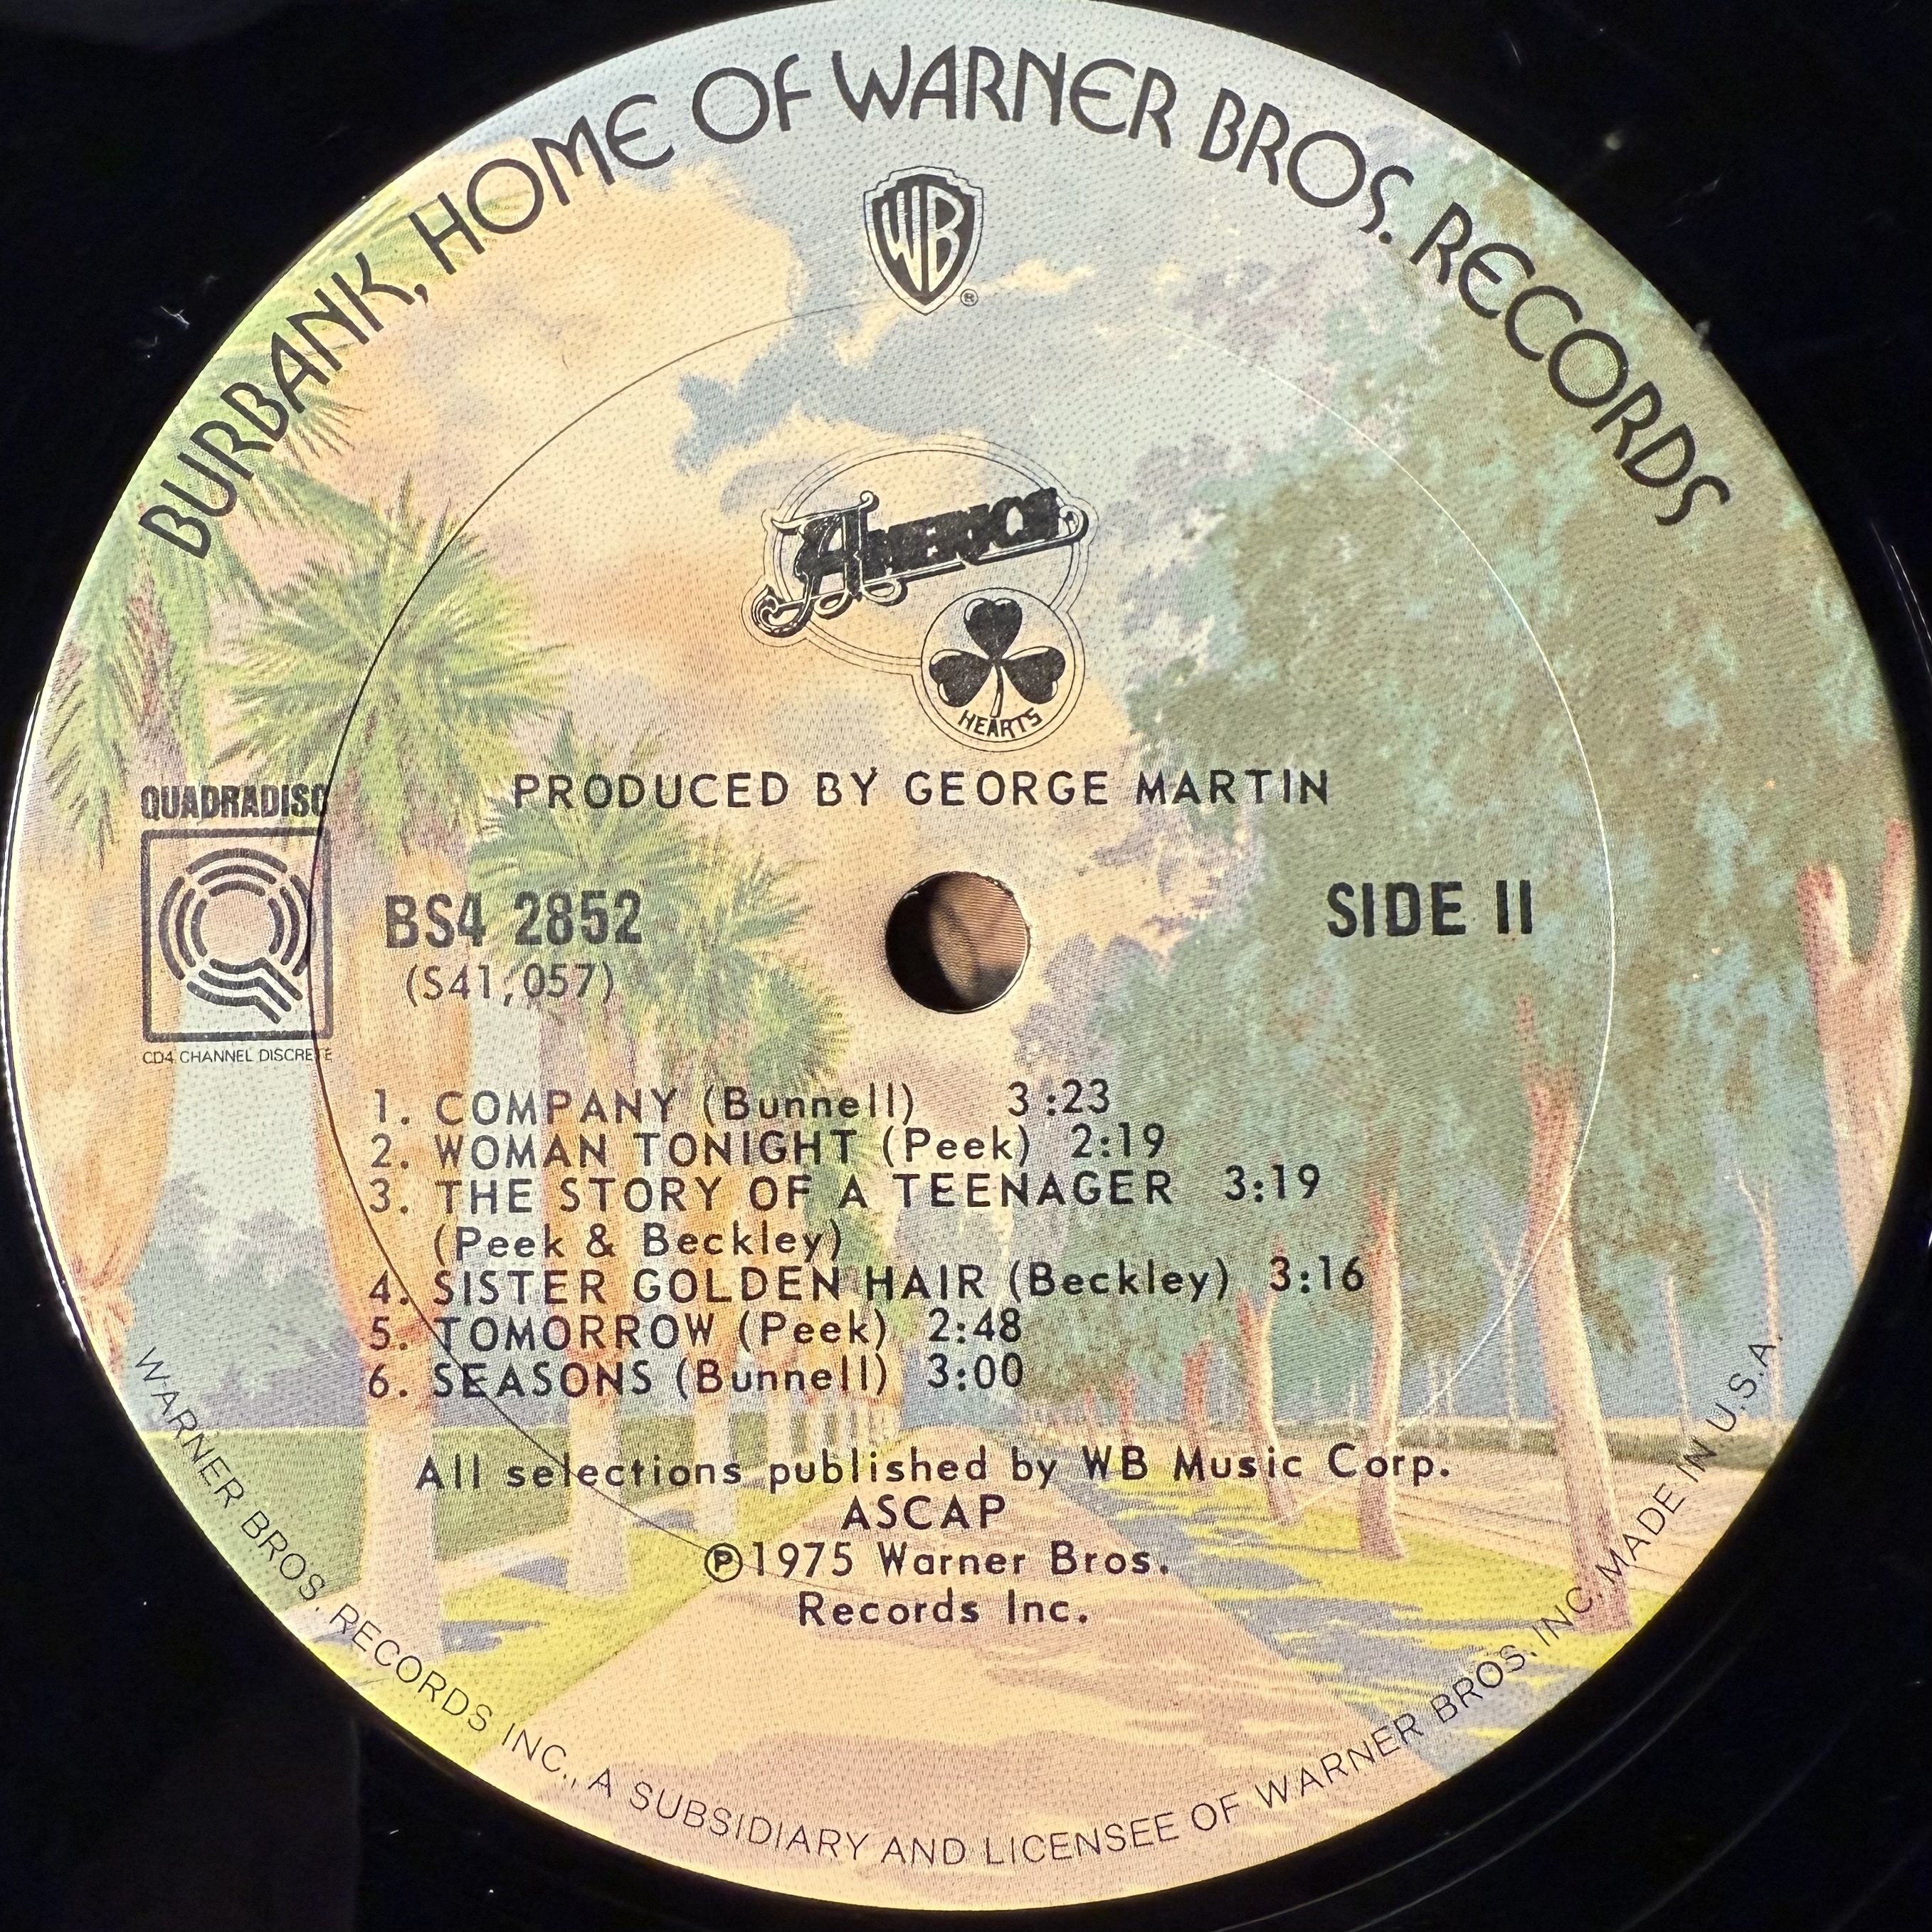 BURBANK, HOME OF WARNER BROS. RECORDS
WB
®
AMERICA
HEARTS
PRODUCED BY GEORGE MARTIN
QUADRADISC
BS4 2852
(S41,057)
SIDE II
CD4 CHANNEL DISCRETE
1. COMPANY (Bunnell) 3:23
2. WOMAN TONIGHT (Peek) 2:19
3. THE STORY OF A TEENAGER 3:19
(Peek & Beckley)
4. SISTER GOLDEN HAIR (Beckley) 3:16
5. TOMORROW (Peek) 2:48
6. SEASONS (Bunnell) 3:00
All selections published by WB Music Corp.
ASCAP
℗1975 Warner Bros.
Records Inc.
WARNER BROS. RECORDS INC., A SUBSIDIARY AND LICENSEE OF WARNER BROS. INC. MADE IN U.S.A.